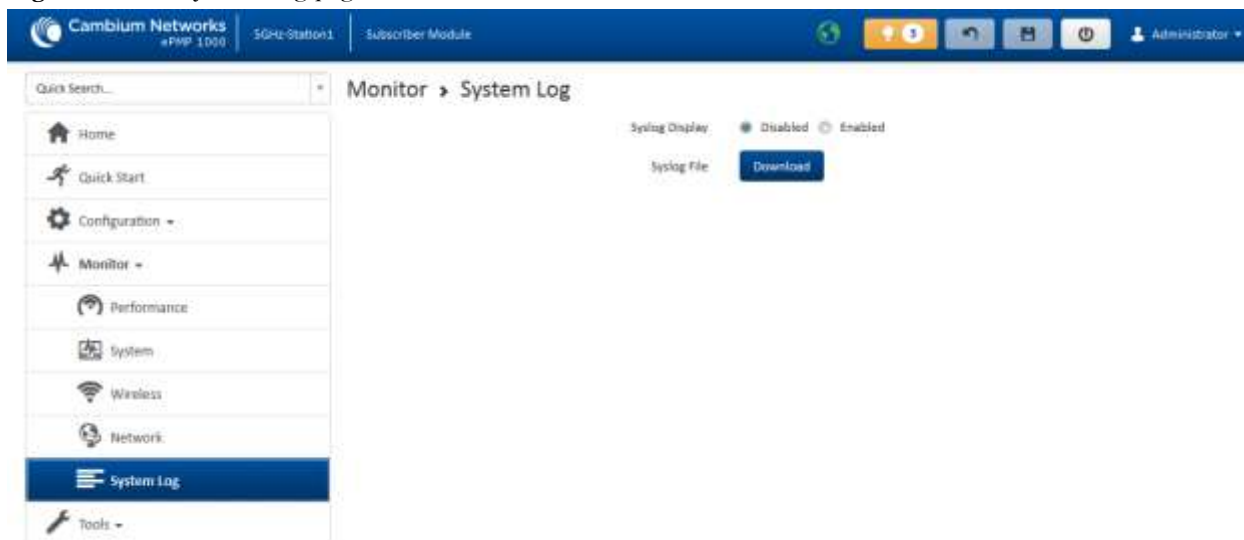 Cambium Networks
ePMP 1000
5GHz-Station1
Subscriber Module
3
Administrator
Quick Search...
Monitor > System Log
Home
Syslog Display
Disabled
Enabled
Quick Start
Syslog File
Download
Configuration
Monitor
Performance
System
Wireless
Network
System Log
Tools